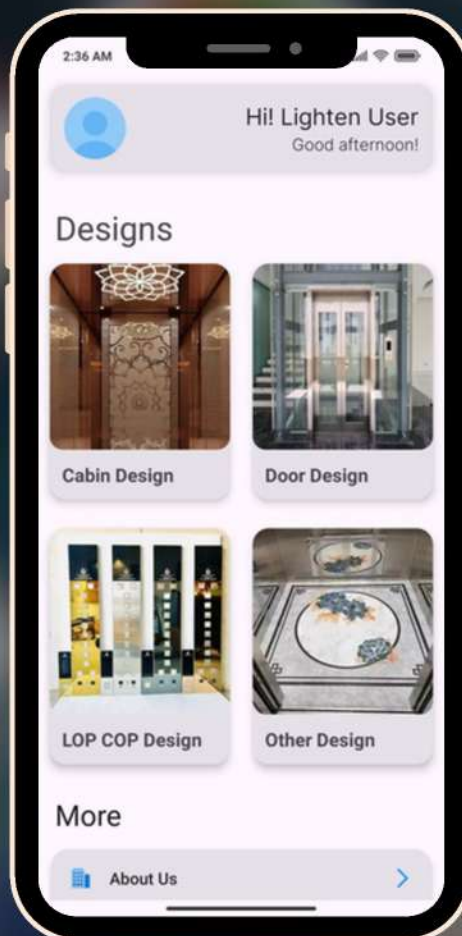 2:36 AM
Hi! Lighten User
Good afternoon!
Designs
Cabin Design
Door Design
LOP COP Design
Other Design
More
About Us